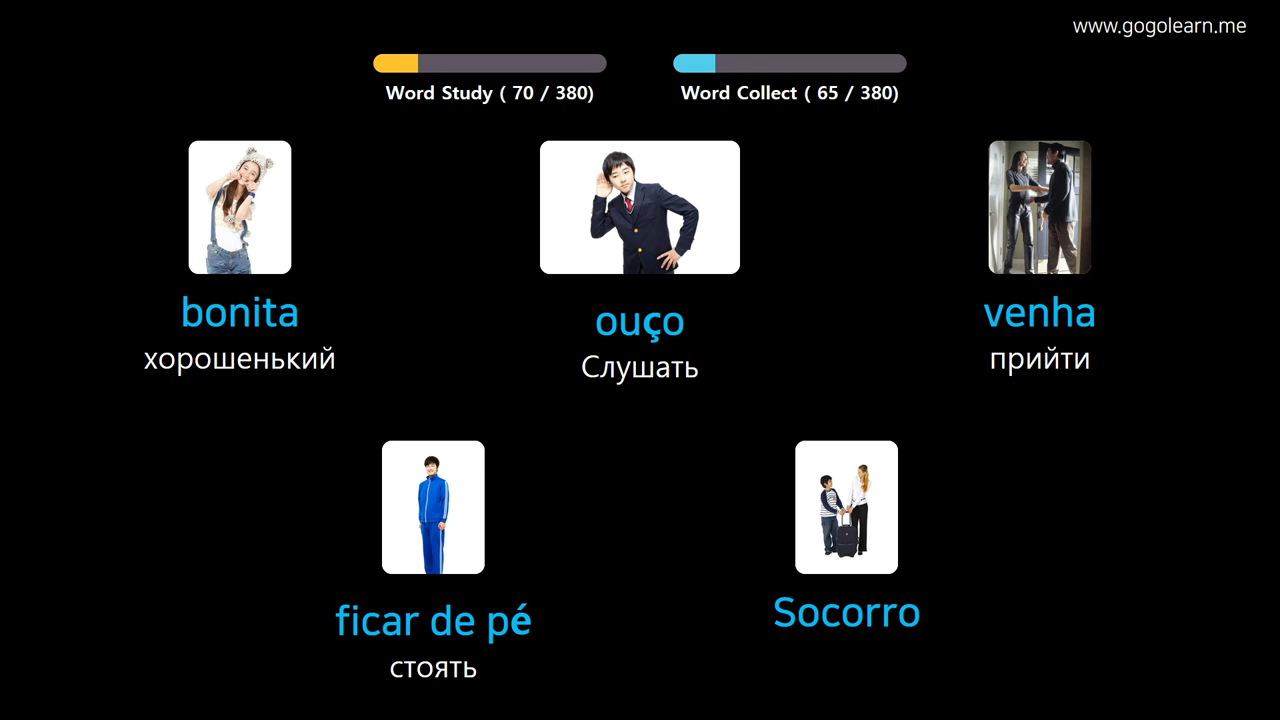 www.gogolearn.me
Word Study ( 70 / 380)
Word Collect ( 65 / 380)
bonita
хорошенький
ouço
Слушать
venha
прийти
ficar de pé
стоять
Socorro